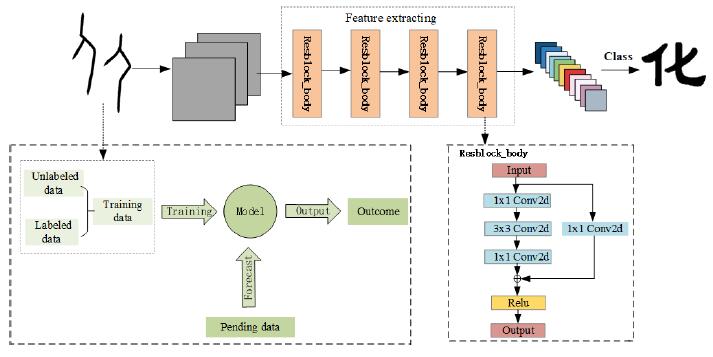 Feature extracting
Resblock_body
Resblock_body
Resblock_body
Resblock_body
Class
化
Unlabeled
data
Labeled
data
Training
data
Training
Model
Output
Outcome
Forecast
Pending data
Resblock_body
Input
1x1 Conv2d
3x3 Conv2d
1x1 Conv2d
1x1 Conv2d
Relu
Output